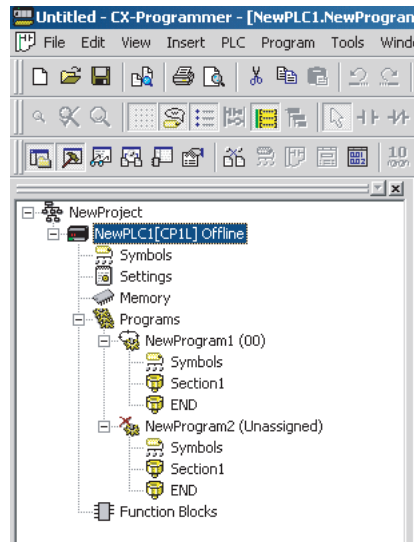 Untitled - CX-Programmer - [NewPLC1.NewProgram
File Edit View Insert PLC Program Tools Windo
10
NewProject
NewPLC1[CP1L] Offline
Symbols
Settings
Memory
Programs
NewProgram1 (00)
Symbols
Section1
END
NewProgram2 (Unassigned)
Symbols
Section1
END
Function Blocks